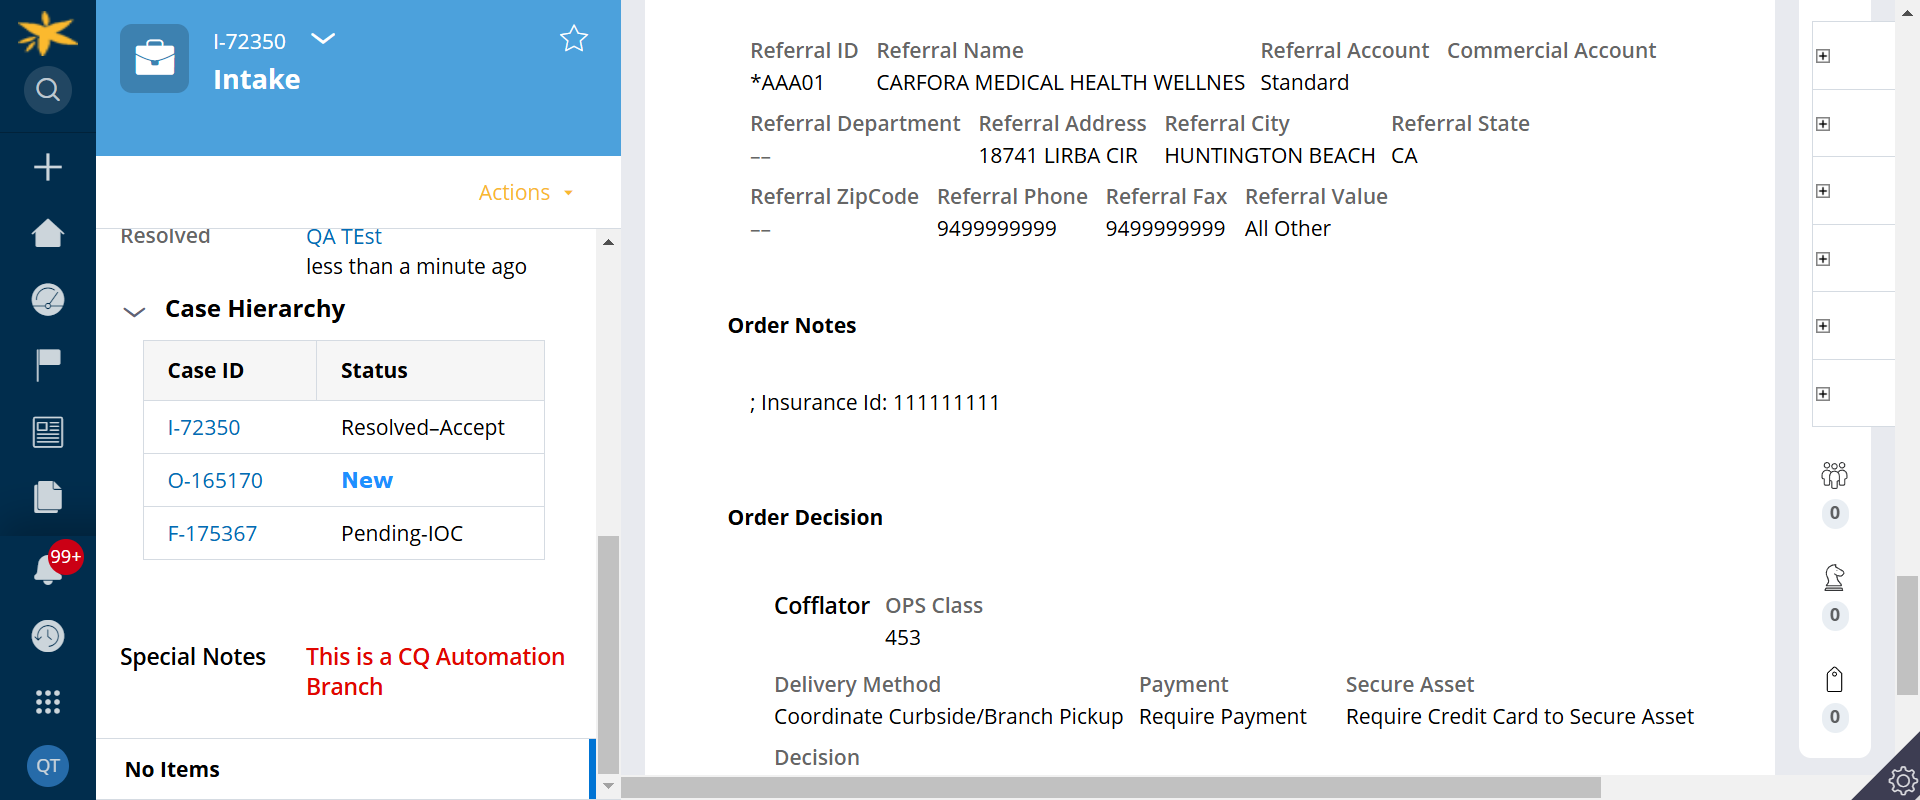 I-72350
Intake
Actions
Resolved QA TEst
less than a minute ago
Case Hierarchy
Case ID Status
I-72350 Resolved–Accept
O-165170 New
F-175367 Pending-IOC
Special Notes This is a CQ Automation
Branch
No Items
99+
QT
Referral ID Referral Name Referral Account Commercial Account
*AAA01 CARFORA MEDICAL HEALTH WELLNES Standard
Referral Department Referral Address Referral City Referral State
–– 18741 LIRBA CIR HUNTINGTON BEACH CA
Referral ZipCode Referral Phone Referral Fax Referral Value
–– 9499999999 9499999999 All Other
Order Notes
; Insurance Id: 111111111
Order Decision
Cofflator OPS Class
453
Delivery Method Payment Secure Asset
Coordinate Curbside/Branch Pickup Require Payment Require Credit Card to Secure Asset
Decision
0
0
0